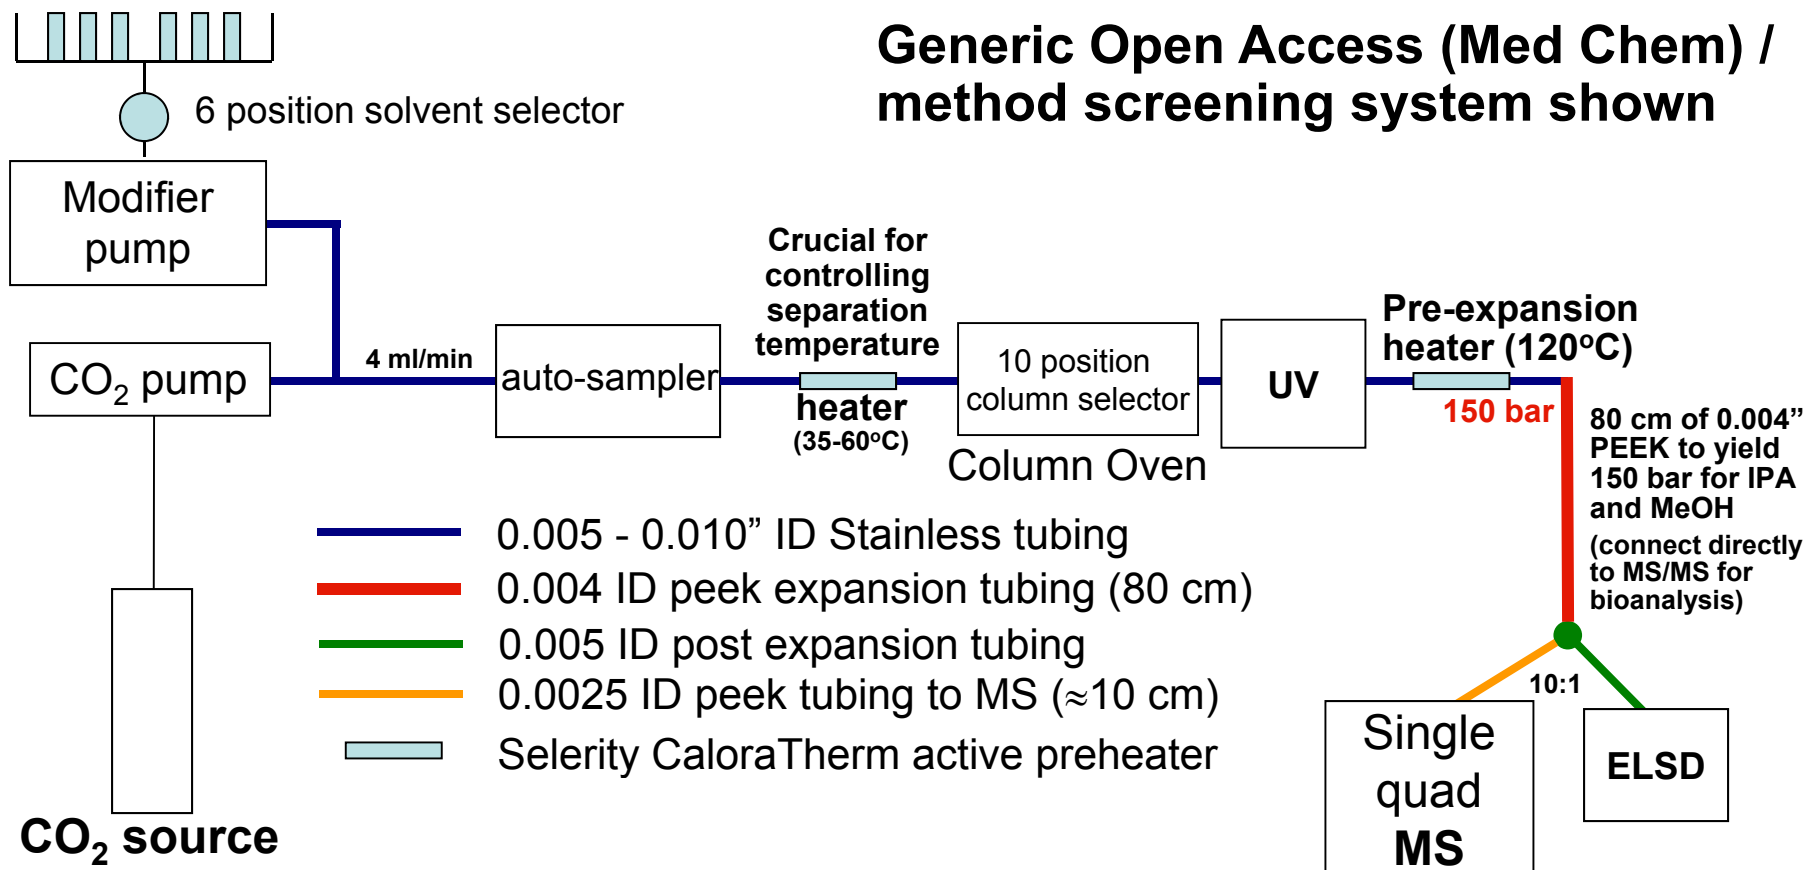 Generic Open Access (Med Chem) /
method screening system shown
6 position solvent selector
Modifier
pump
CO₂ pump
CO₂ source
4 ml/min
auto-sampler
Crucial for
controlling
separation
temperature
heater
(35-60ºC)
10 position
column selector
Column Oven
UV
Pre-expansion
heater (120ºC)
150 bar
80 cm of 0.004”
PEEK to yield
150 bar for IPA
and MeOH
(connect directly
to MS/MS for
bioanalysis)
10:1
Single
quad
MS
ELSD
0.005 - 0.010” ID Stainless tubing
0.004 ID peek expansion tubing (80 cm)
0.005 ID post expansion tubing
0.0025 ID peek tubing to MS (≈10 cm)
Selerity CaloraTherm active preheater